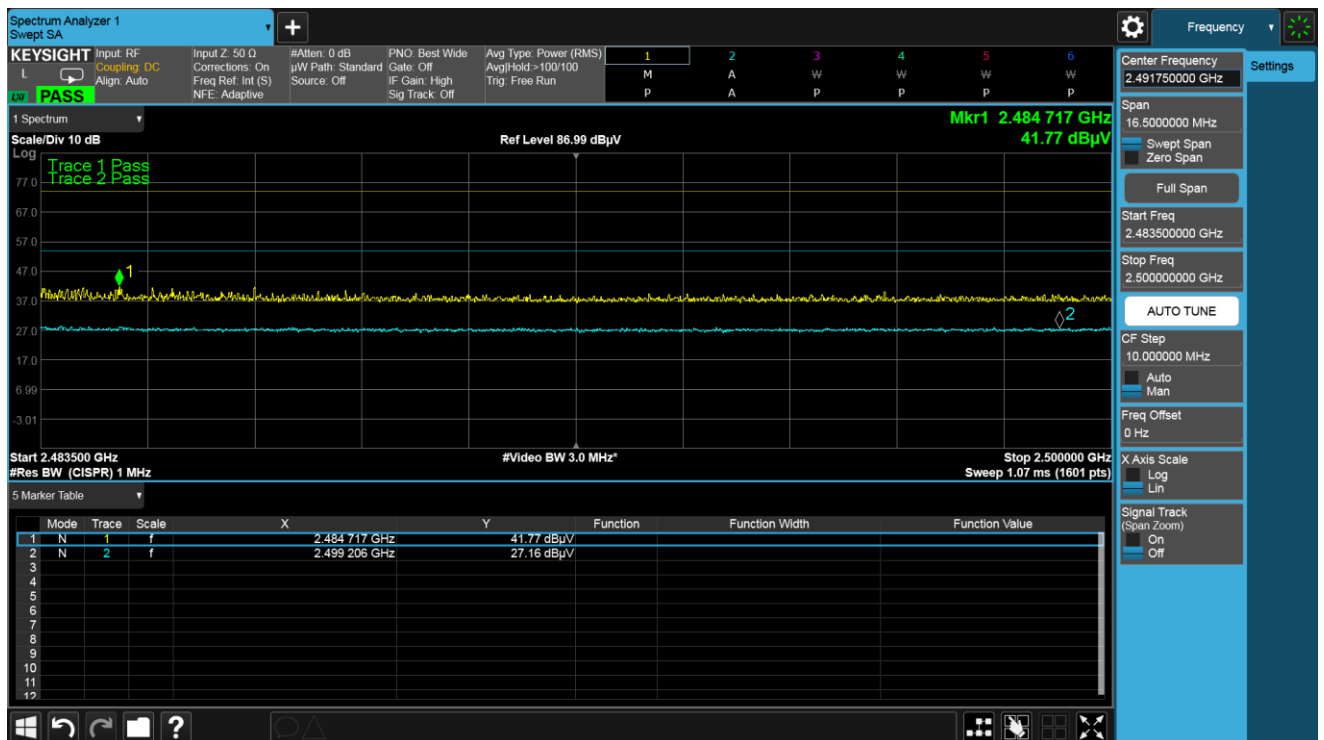 Spectrum Analyzer 1
Swept SA
Frequency
KEYSIGHT
L
LXI
PASS
Input: RF
Coupling: DC
Align: Auto
Input Z: 50 Ω
Corrections: On
Freq Ref: Int (S)
NFE: Adaptive
#Atten: 0 dB
µW Path: Standard
Source: Off
PNO: Best Wide
Gate: Off
IF Gain: High
Sig Track: Off
Avg Type: Power (RMS)
Avg|Hold:>100/100
Trig: Free Run
1 2 3 4 5 6
M A W W W W
P A P P P P
1 Spectrum
Scale/Div 10 dB
Ref Level 86.99 dBµV
Mkr1 2.484 717 GHz
41.77 dBµV
Log
Trace 1 Pass
Trace 2 Pass
77.0
67.0
57.0
47.0
37.0
27.0
17.0
6.99
-3.01
1
2
Start 2.483500 GHz
#Res BW (CISPR) 1 MHz
#Video BW 3.0 MHz*
Stop 2.500000 GHz
Sweep 1.07 ms (1601 pts)
5 Marker Table
Mode Trace Scale X Y Function Function Width Function Value
1 N 1 f 2.484 717 GHz 41.77 dBµV
2 N 2 f 2.499 206 GHz 27.16 dBµV
3
4
5
6
7
8
9
10
11
12
Center Frequency
2.491750000 GHz
Span
16.5000000 MHz
Swept Span
Zero Span
Full Span
Start Freq
2.483500000 GHz
Stop Freq
2.500000000 GHz
AUTO TUNE
CF Step
10.000000 MHz
Auto
Man
Freq Offset
0 Hz
X Axis Scale
Log
Lin
Signal Track
(Span Zoom)
On
Off
Settings